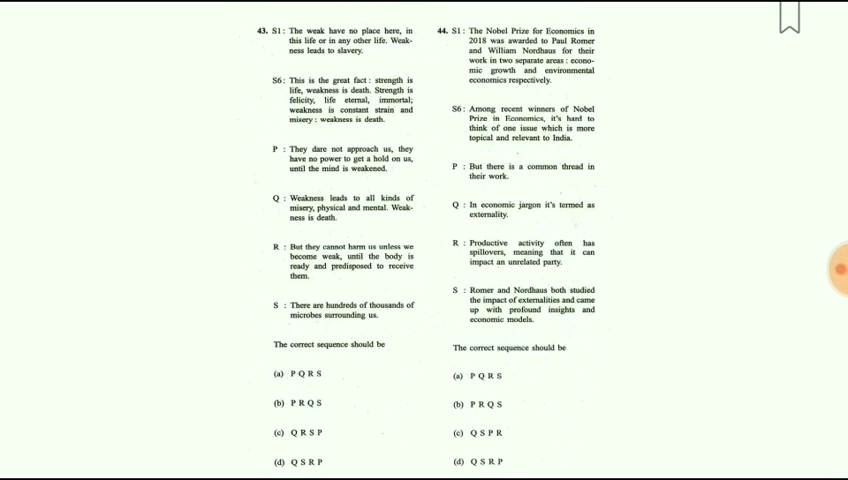 43. S1: The weak have no place here, in
this life or in any other life. Weak-
ness leads to slavery.
S6: This is the great fact : strength is
life, weakness is death. Strength is
felicity, life eternal, immortal;
weakness is constant strain and
misery : weakness is death.
P : They dare not approach us, they
have no power to get a hold on us,
until the mind is weakened.
Q : Weakness leads to all kinds of
misery, physical and mental. Weak-
ness is death.
R : But they cannot harm us unless we
become weak, until the body is
ready and predisposed to receive
them.
S : There are hundreds of thousands of
microbes surrounding us.
The correct sequence should be
(a) P Q R S
(b) P R Q S
(c) Q R S P
(d) Q S R P
44. S1: The Nobel Prize for Economics in
2018 was awarded to Paul Romer
and William Nordhaus for their
work in two separate areas : econo-
mic growth and environmental
economics respectively.
S6: Among recent winners of Nobel
Prize in Economics, it's hard to
think of one issue which is more
topical and relevant to India.
P : But there is a common thread in
their work.
Q : In economic jargon it's termed as
externality.
R : Productive activity often has
spillovers, meaning that it can
impact an unrelated party.
S : Romer and Nordhaus both studied
the impact of externalities and came
up with profound insights and
economic models.
The correct sequence should be
(a) P Q R S
(b) P R Q S
(c) Q S P R
(d) Q S R P